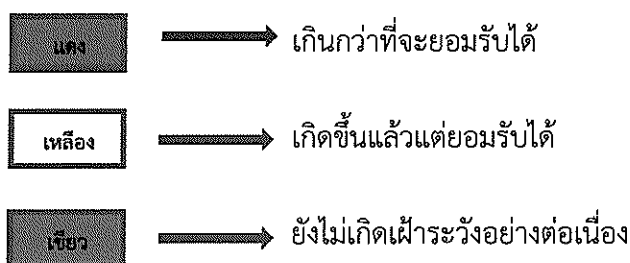 แดง เกินกว่าที่จะยอมรับได้
เหลือง เกิดขึ้นแล้วแต่ยอมรับได้
เขียว ยังไม่เกิดเฝ้าระวังอย่างต่อเนื่อง